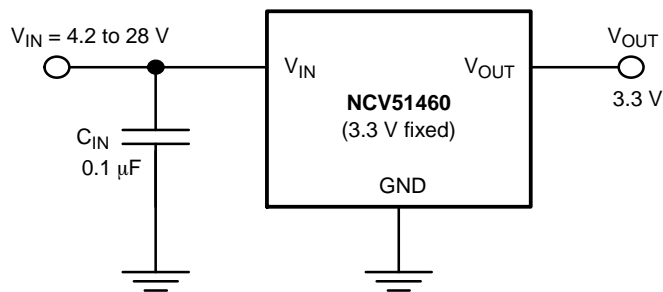 V_IN = 4.2 to 28 V
V_IN
V_OUT
V_OUT
3.3 V
NCV51460
(3.3 V fixed)
C_IN
0.1 μF
GND